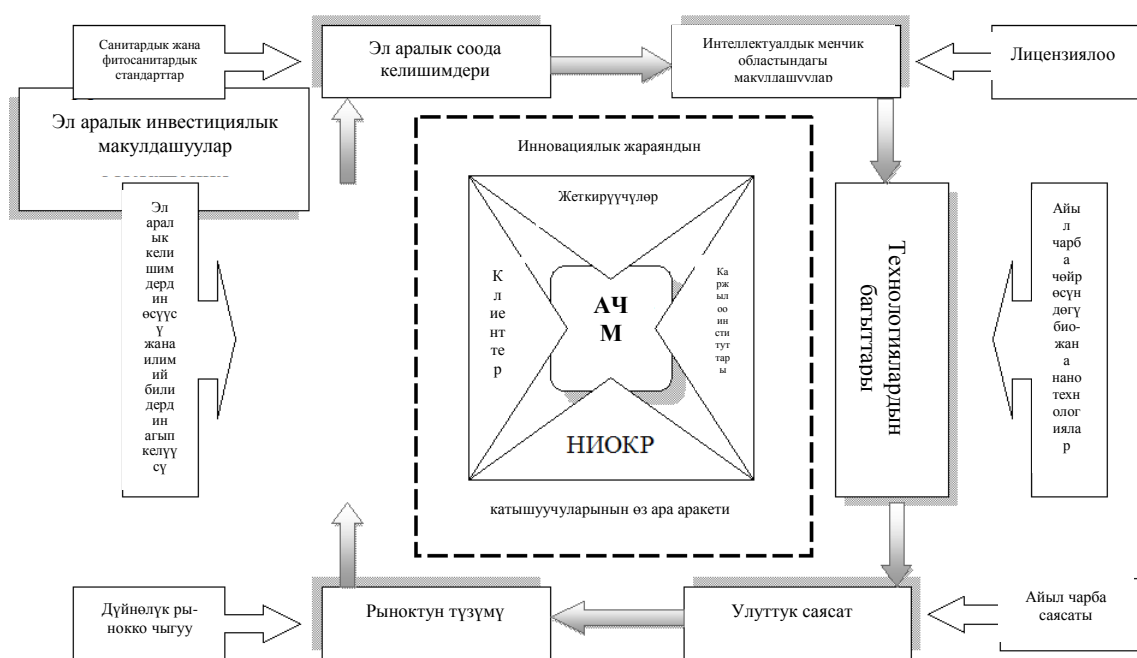 Санитардык жана
фитосанитардык
стандарттар
Эл аралык соода
келишимдери
Интеллектуалдык менчик
областындагы
макулдашуулар
Лицензиялоо
Эл аралык инвестициялык
макулдашуулар
Инновациялык жараяндын
Жеткирүүчүлөр
Эл
арал
ык
кели
шим
дерд
ин
өсүүс
ү
жана
илим
ий
били
дерд
ин
агып
келүү
сү
К
л
и
ент
те
р
АЧ
М
Ка
рж
ыл
оо
ин
сти
тут
тар
ы
Технологиялардын
багыттары
Айы
л
чарб
а
чөйр
өсүн
дөгү
био-
жан
а
нано
техн
олог
иял
ар
НИОКР
катышуучуларынын өз ара аракети
Дүйнөлүк ры-
нокко чыгуу
Рыноктун түзүмү
Улуттук саясат
Айыл чарба
саясаты